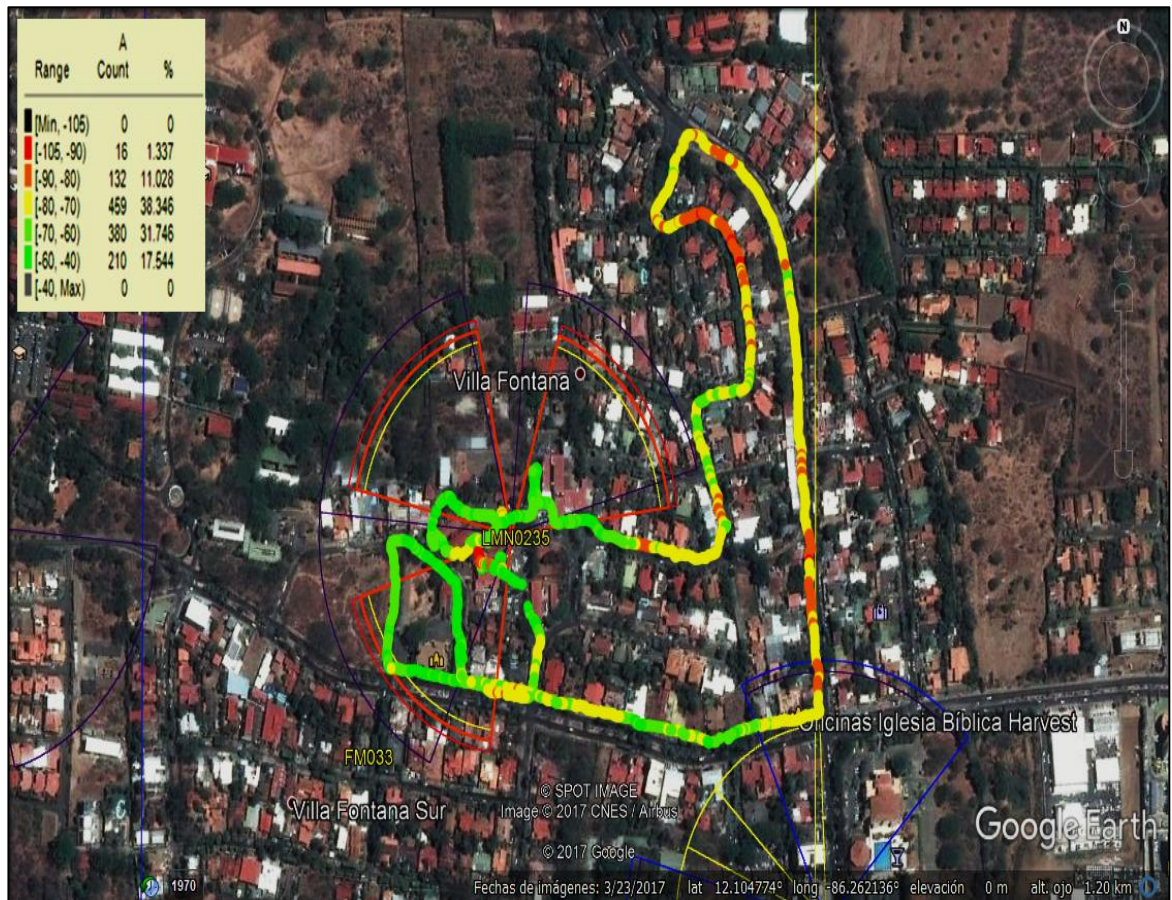 A
Range Count %
[Min, -105) 0 0
[-105, -90) 16 1.337
[-90, -80) 132 11.028
[-80, -70) 459 38.346
[-70, -60) 380 31.746
[-60, -40) 210 17.544
[-40, Max) 0 0
N
Villa Fontana
LMN0235
Oficinas Iglesia Bíblica Harvest
FM033
Villa Fontana Sur
© SPOT IMAGE
Image © 2017 CNES / Airbus
© 2017 Google
Google Earth
1970
Fechas de imágenes: 3/23/2017 lat 12.104774° long -86.262136° elevación 0 m alt. ojo 1.20 km